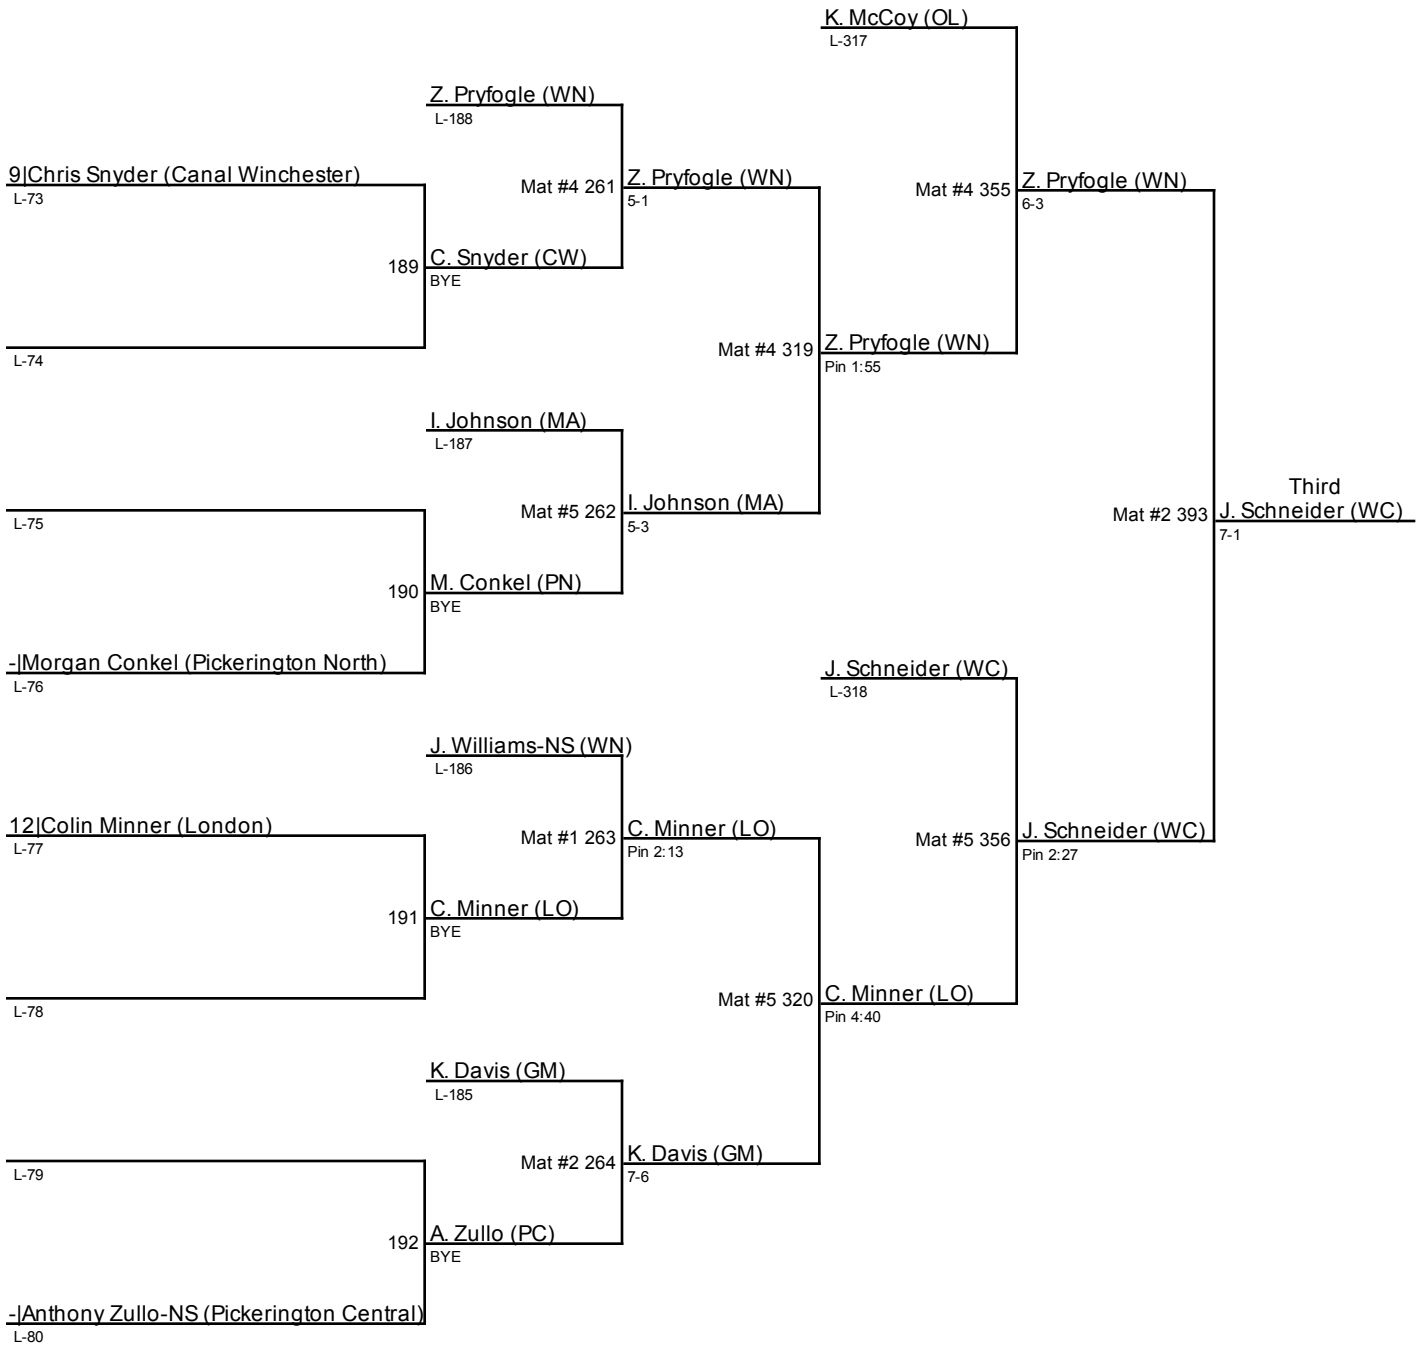 K. McCoy (OL)
L-317
Z. Pryfogle (WN)
L-188
9|Chris Snyder (Canal Winchester)
L-73
Mat #4 261
Z. Pryfogle (WN)
5-1
Mat #4 355
Z. Pryfogle (WN)
6-3
189
C. Snyder (CW)
BYE
L-74
Mat #4 319
Z. Pryfogle (WN)
Pin 1:55
I. Johnson (MA)
L-187
L-75
Mat #5 262
I. Johnson (MA)
5-3
Third
Mat #2 393
J. Schneider (WC)
7-1
190
M. Conkel (PN)
BYE
-|Morgan Conkel (Pickerington North)
L-76
J. Schneider (WC)
L-318
J. Williams-NS (WN)
L-186
12|Colin Minner (London)
L-77
Mat #1 263
C. Minner (LO)
Pin 2:13
Mat #5 356
J. Schneider (WC)
Pin 2:27
191
C. Minner (LO)
BYE
L-78
Mat #5 320
C. Minner (LO)
Pin 4:40
K. Davis (GM)
L-185
L-79
Mat #2 264
K. Davis (GM)
7-6
192
A. Zullo (PC)
BYE
-|Anthony Zullo-NS (Pickerington Central)
L-80